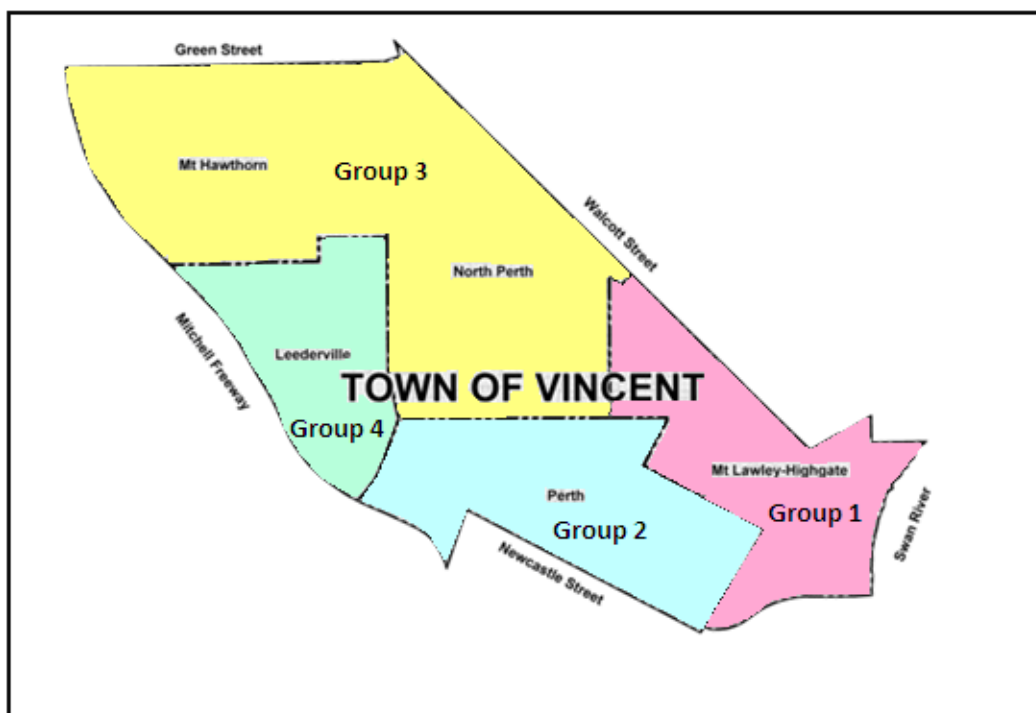 Green Street
Mt Hawthorn
Group 3
Walcott Street
North Perth
Mitchell Freeway
Leederville
TOWN OF VINCENT
Group 4
Mt Lawley-Highgate
Perth
Group 1
Group 2
Swan River
Newcastle Street